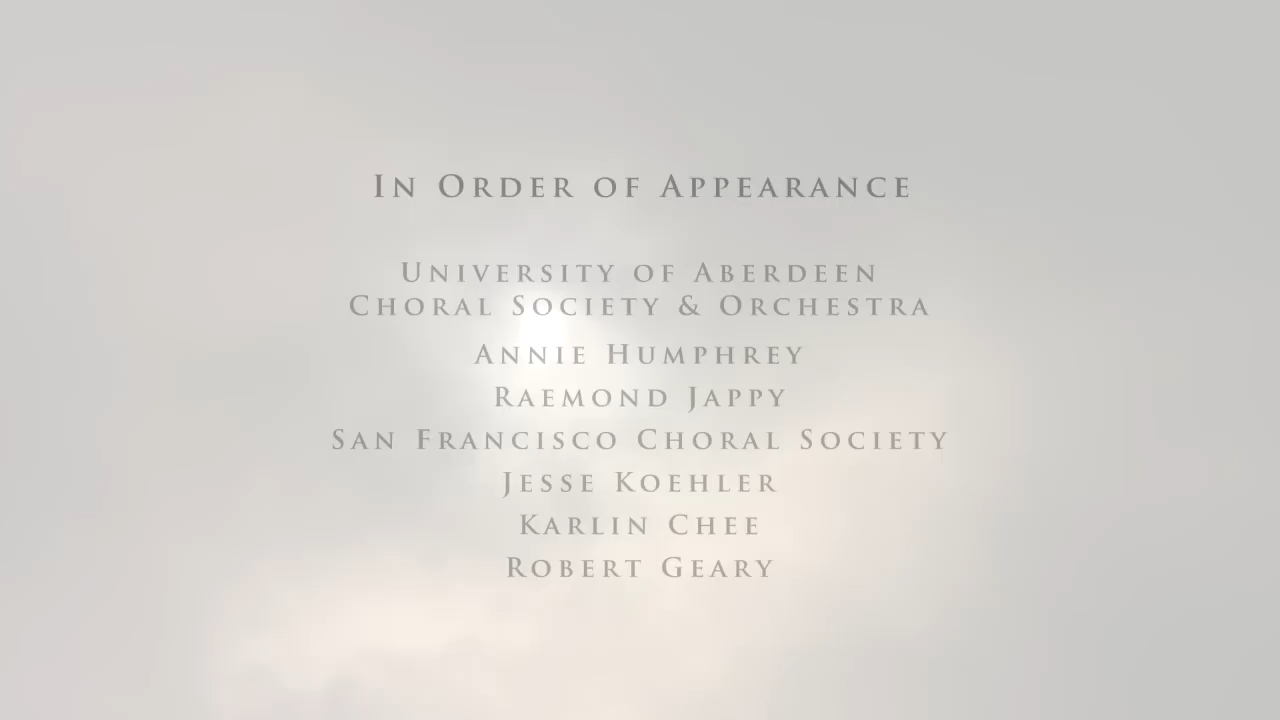 In Order of Appearance
University of Aberdeen
Choral Society & Orchestra
Annie Humphrey
Raemond Jappy
San Francisco Choral Society
Jesse Koehler
Karlin Chee
Robert Geary